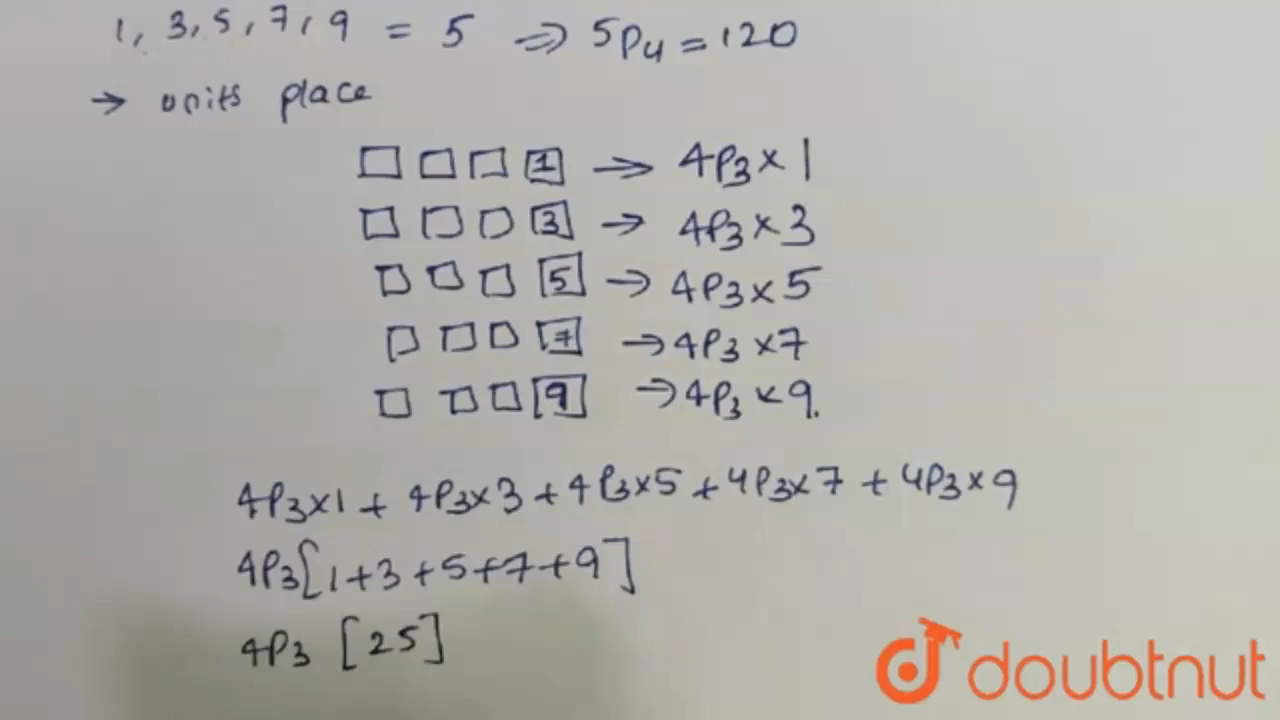 1, 3, 5, 7, 9 = 5 ⇒ 5P4 = 120
→ units place
1 → 4P3 × 1
3 → 4P3 × 3
5 → 4P3 × 5
7 → 4P3 × 7
9 → 4P3 × 9.
4P3×1 + 4P3×3 + 4P3×5 + 4P3×7 + 4P3×9
4P3[1+3+5+7+9]
4P3 [25]
doubtnut